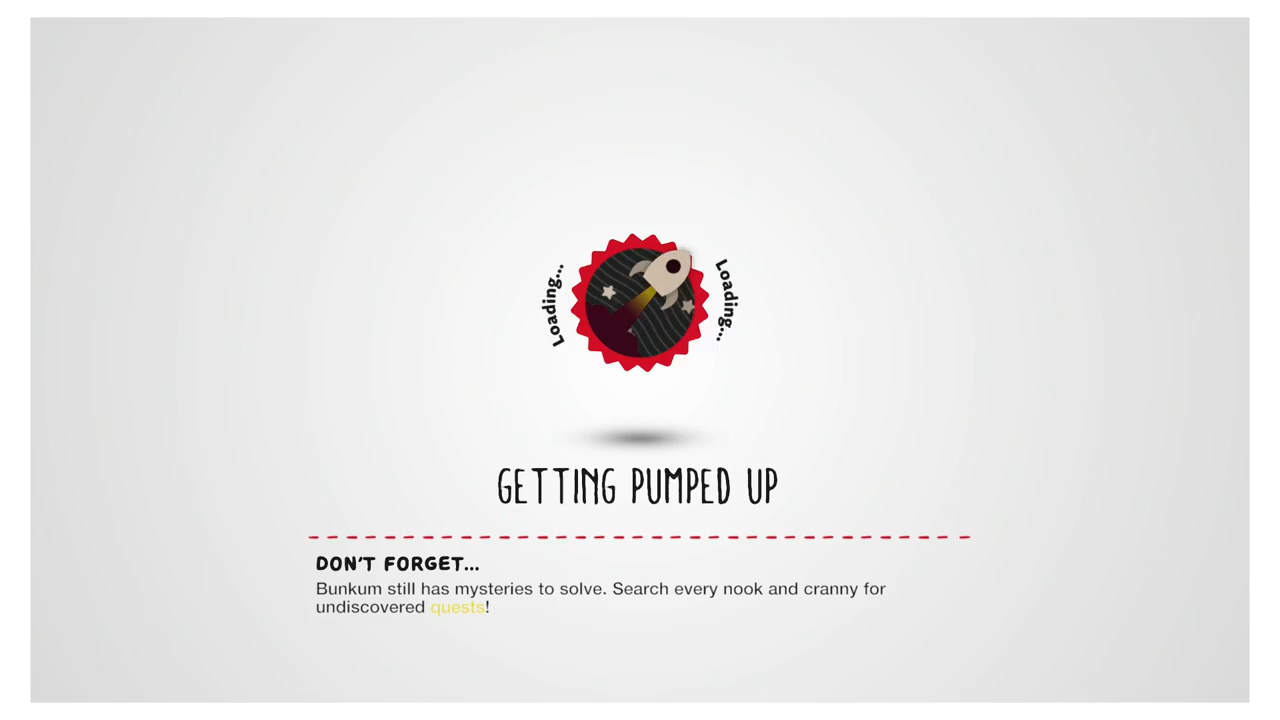 Loading...
Loading...
GETTING PUMPED UP
DON'T FORGET...
Bunkum still has mysteries to solve. Search every nook and cranny for
undiscovered quests!